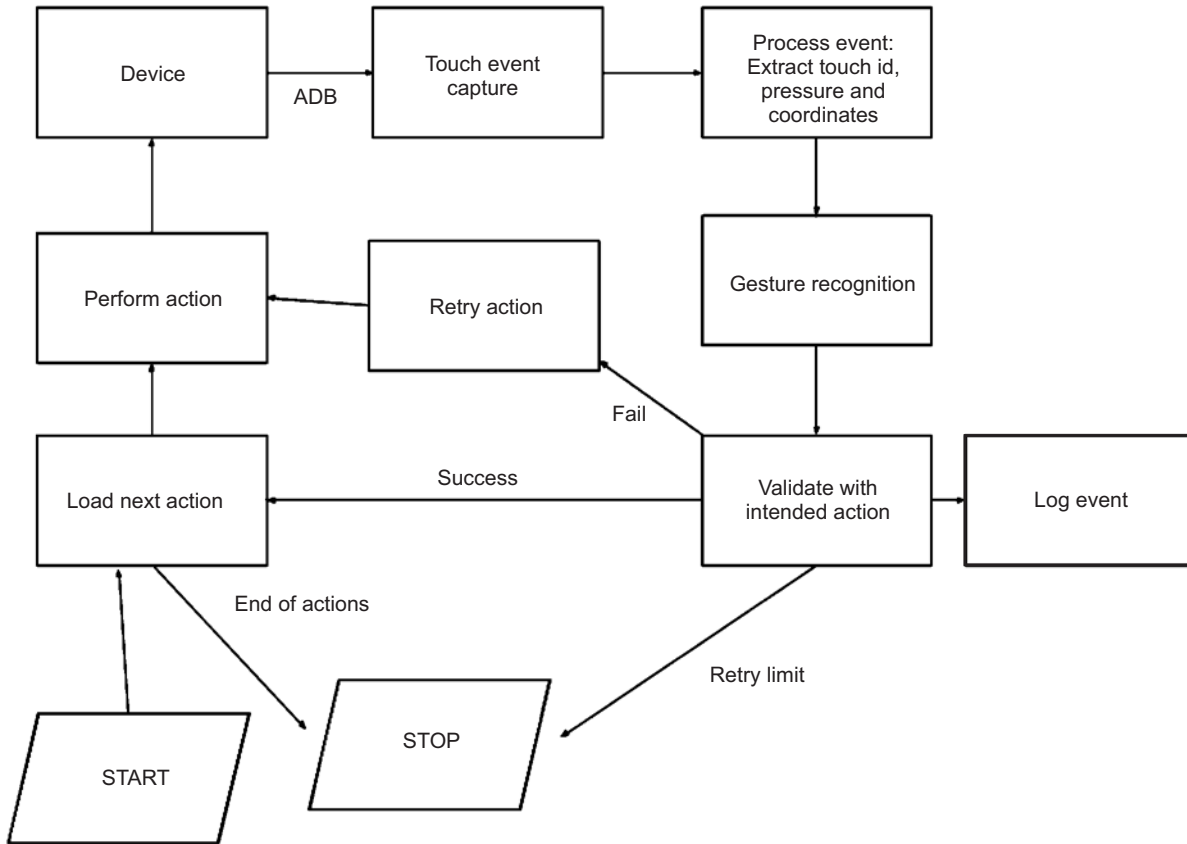 Device
ADB
Touch event
capture
Process event:
Extract touch id,
pressure and
coordinates
Perform action
Retry action
Gesture recognition
Fail
Load next action
Success
Validate with
intended action
Log event
End of actions
Retry limit
START
STOP